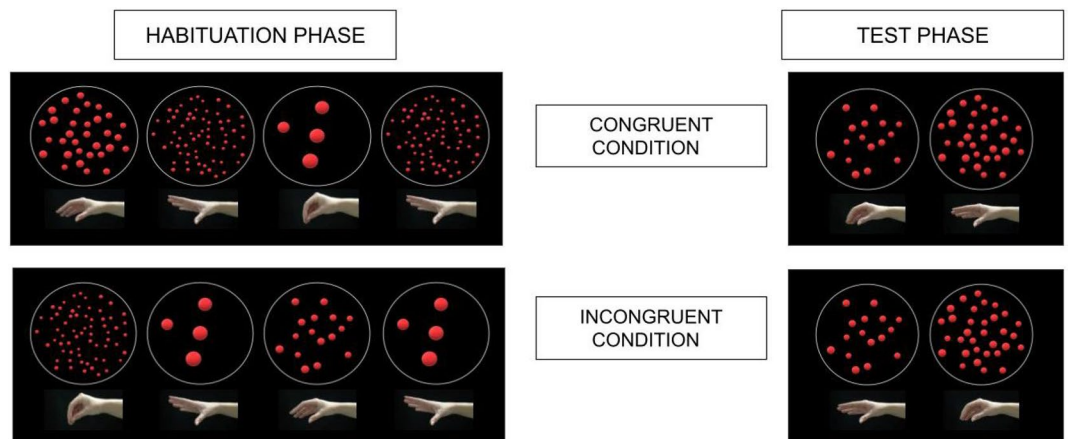 HABITUATION PHASE
TEST PHASE
CONGRUENT
CONDITION
INCONGRUENT
CONDITION